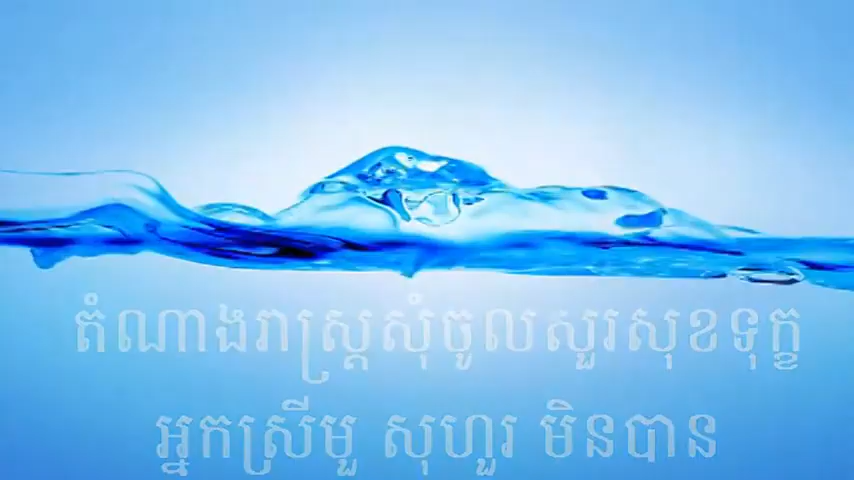 តំណាងរាស្ត្រសុំចូលសួរសុខទុក្ខ
អ្នកស្រីមួ សុហួរ មិនបាន